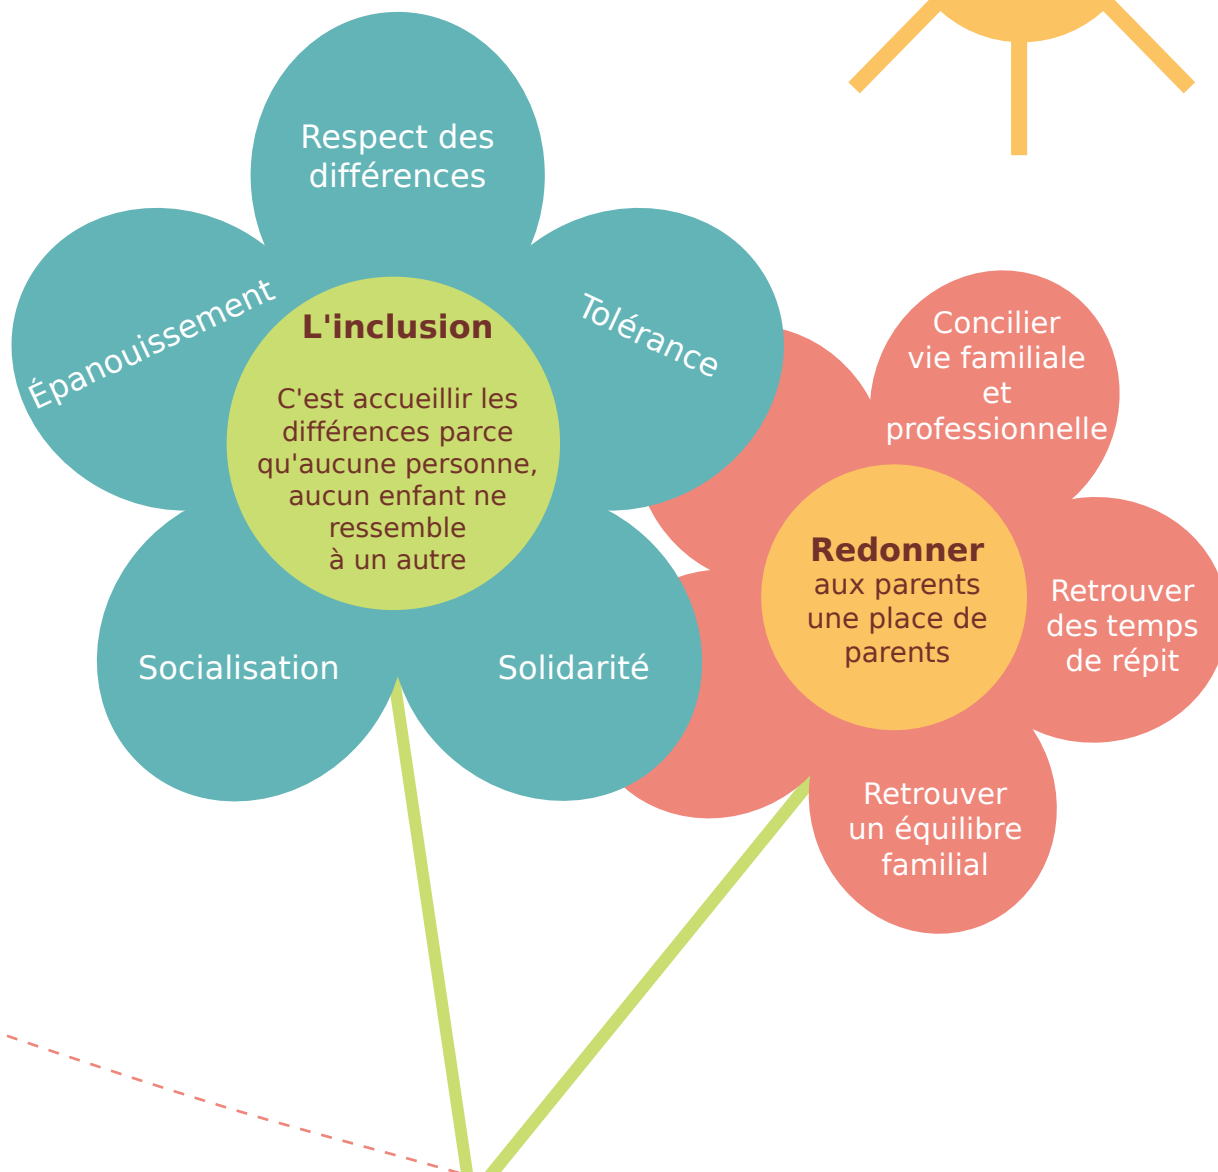 Respect des
différences
Épanouissement
Tolérance
L'inclusion
C'est accueillir les
différences parce
qu'aucune personne,
aucun enfant ne
ressemble
à un autre
Socialisation
Solidarité
Concilier
vie familiale
et
professionnelle
Redonner
aux parents
une place de
parents
Retrouver
des temps
de répit
Retrouver
un équilibre
familial